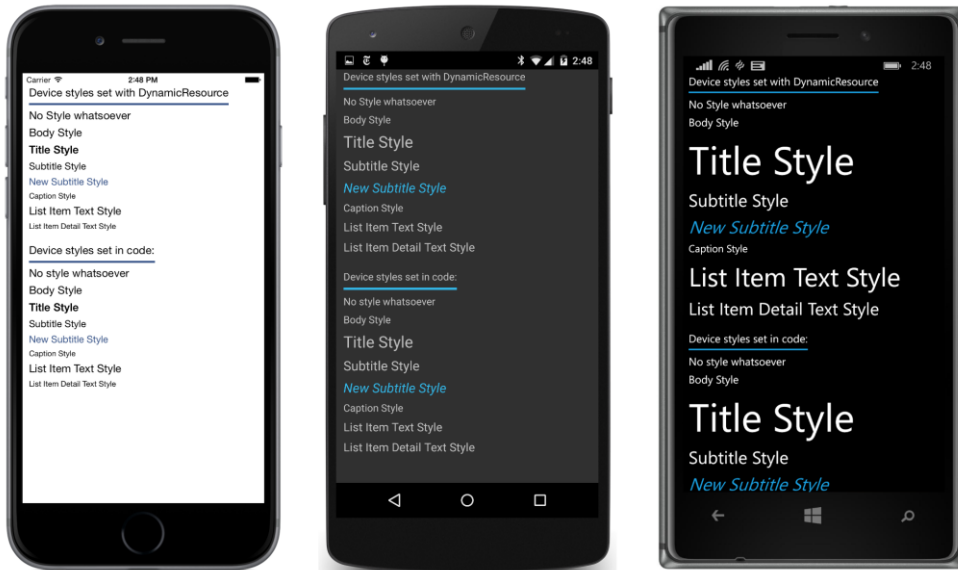 Carrier 2:48 PM
Device styles set with DynamicResource
No Style whatsoever
Body Style
Title Style
Subtitle Style
New Subtitle Style
Caption Style
List Item Text Style
List Item Detail Text Style
Device styles set in code:
No style whatsoever
Body Style
Title Style
Subtitle Style
New Subtitle Style
Caption Style
List Item Text Style
List Item Detail Text Style
2:48
Device styles set with DynamicResource
No Style whatsoever
Body Style
Title Style
Subtitle Style
New Subtitle Style
Caption Style
List Item Text Style
List Item Detail Text Style
Device styles set in code:
No style whatsoever
Body Style
Title Style
Subtitle Style
New Subtitle Style
Caption Style
List Item Text Style
List Item Detail Text Style
2:48
Device styles set with DynamicResource
No Style whatsoever
Body Style
Title Style
Subtitle Style
New Subtitle Style
Caption Style
List Item Text Style
List Item Detail Text Style
Device styles set in code:
No style whatsoever
Body Style
Title Style
Subtitle Style
New Subtitle Style